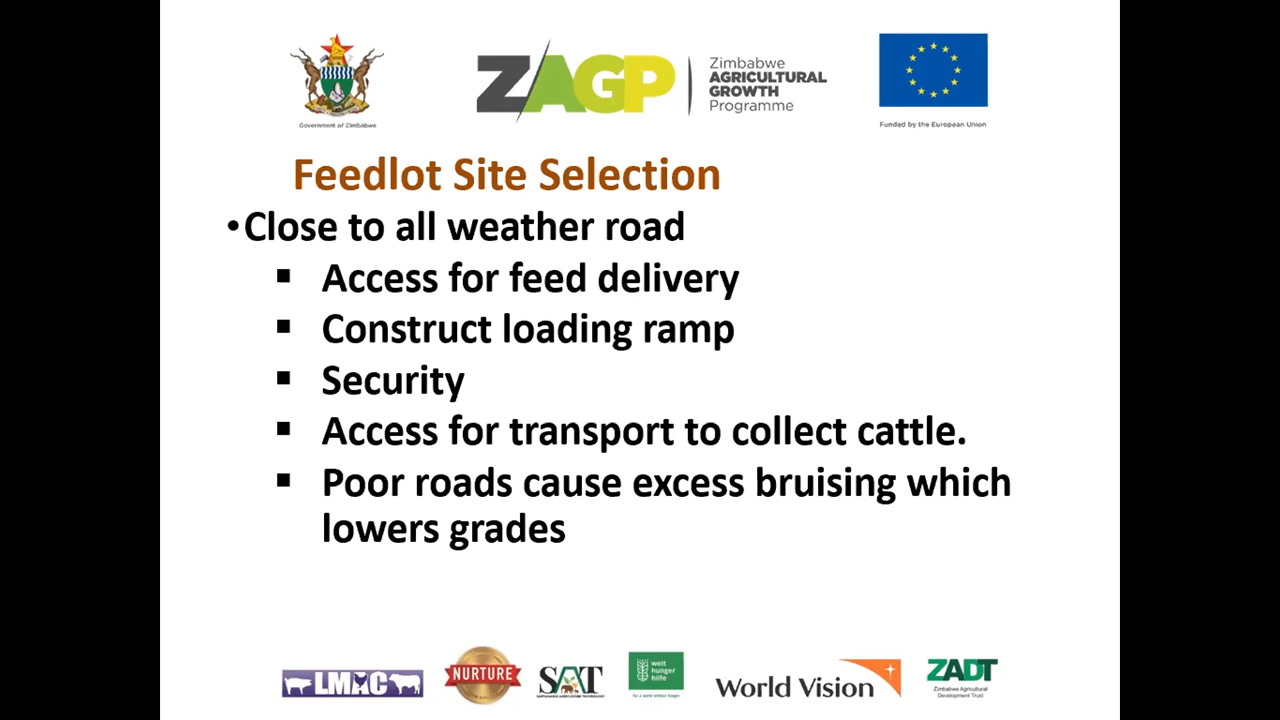 Government of Zimbabwe
ZAGP
Zimbabwe
AGRICULTURAL
GROWTH
Programme
Funded by the European Union
Feedlot Site Selection
•Close to all weather road
▪ Access for feed delivery
▪ Construct loading ramp
▪ Security
▪ Access for transport to collect cattle.
▪ Poor roads cause excess bruising which
lowers grades
LMAC
NURTURE
SAT
welt
hunger
hilfe
World Vision
ZADT
Zimbabwe Agricultural
Development Trust